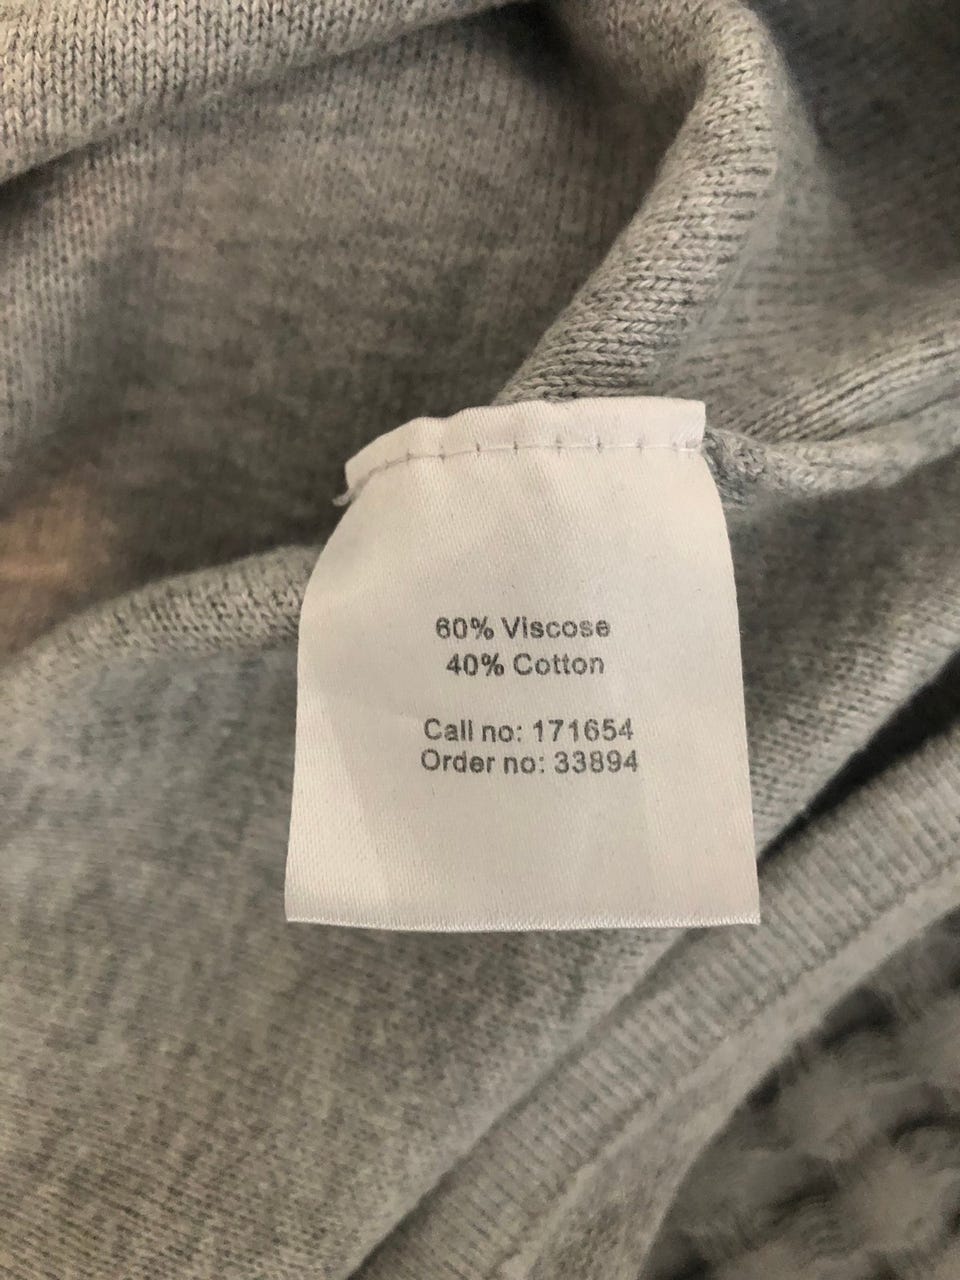 60% Viscose
40% Cotton
Call no: 171654
Order no: 33894